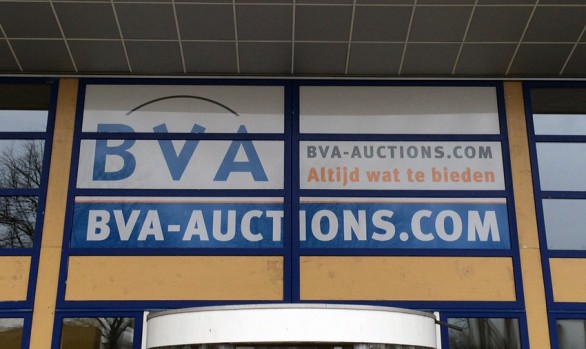 BVA
BVA-AUCTIONS.COM
Altijd wat te bieden
BVA-AUCTIONS.COM